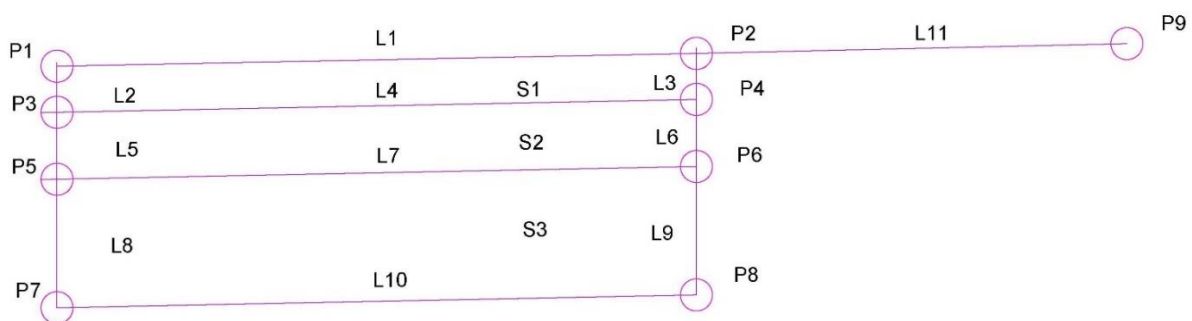 P1 L1 P2 L11 P9
P3 L2 L4 S1 L3 P4
P5 L5 L7 S2 L6 P6
L8 S3 L9
P7 L10 P8